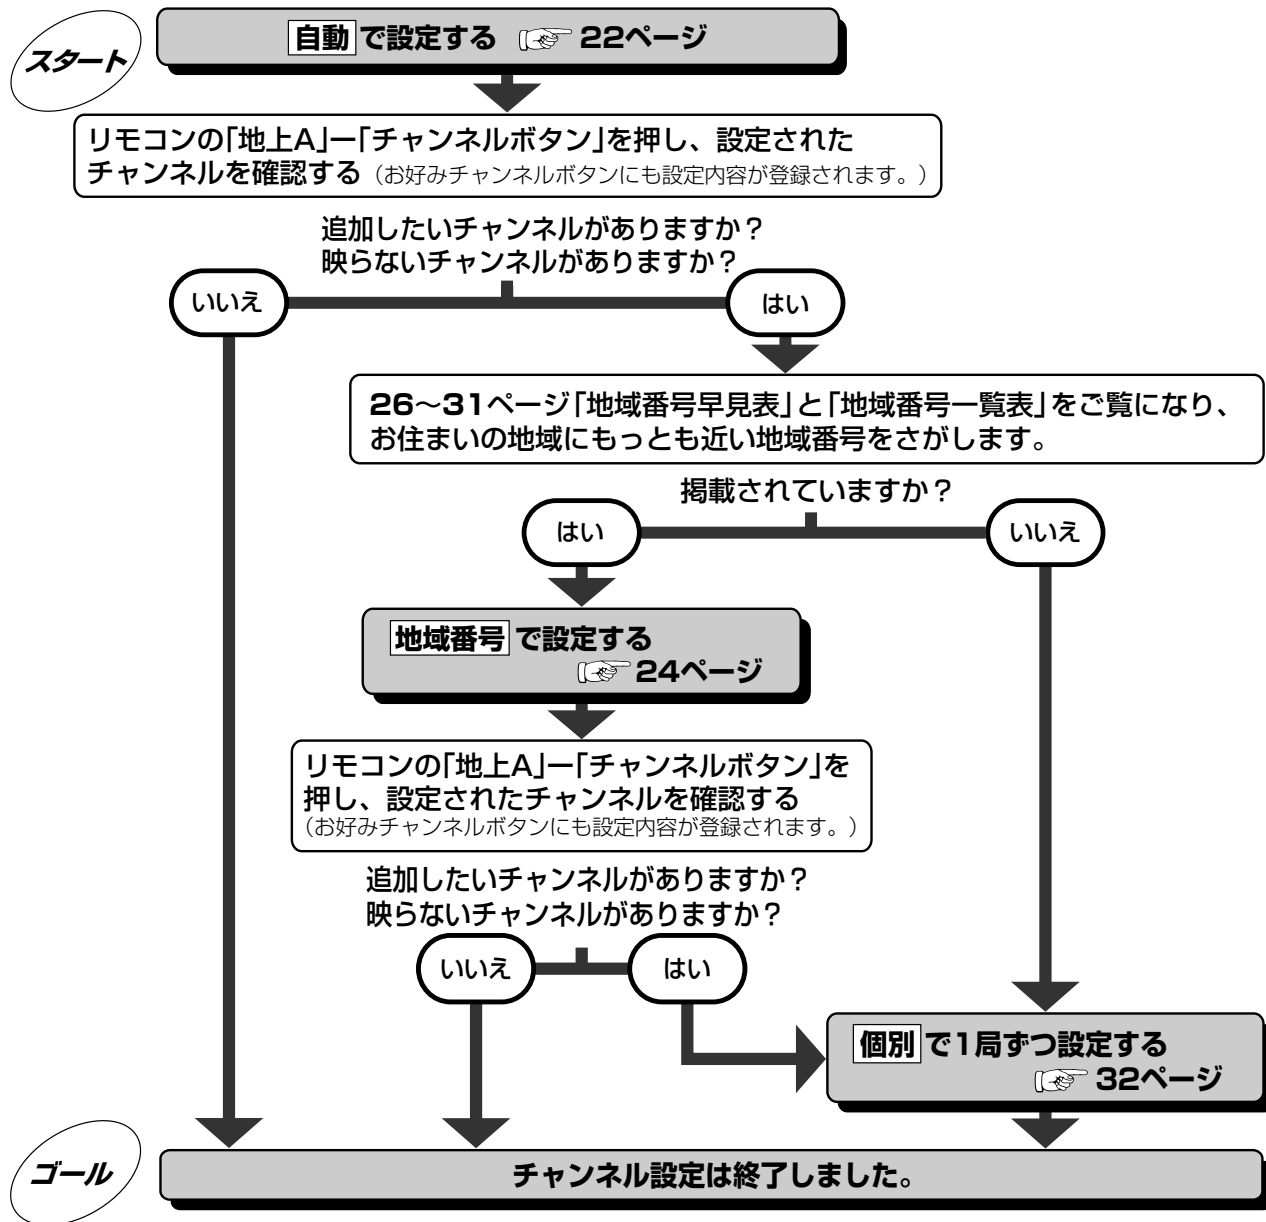 スタート
自動で設定する ☞ 22ページ
リモコンの｢地上A｣ー｢チャンネルボタン｣を押し、設定された
チャンネルを確認する（お好みチャンネルボタンにも設定内容が登録されます。）
追加したいチャンネルがありますか？
映らないチャンネルがありますか？
いいえ
はい
26〜31ページ｢地域番号早見表｣と｢地域番号一覧表｣をご覧になり、
お住まいの地域にもっとも近い地域番号をさがします。
掲載されていますか？
はい
いいえ
地域番号で設定する
☞ 24ページ
リモコンの｢地上A｣ー｢チャンネルボタン｣を
押し、設定されたチャンネルを確認する
（お好みチャンネルボタンにも設定内容が登録されます。）
追加したいチャンネルがありますか？
映らないチャンネルがありますか？
いいえ
はい
個別で1局ずつ設定する
☞ 32ページ
ゴール
チャンネル設定は終了しました。